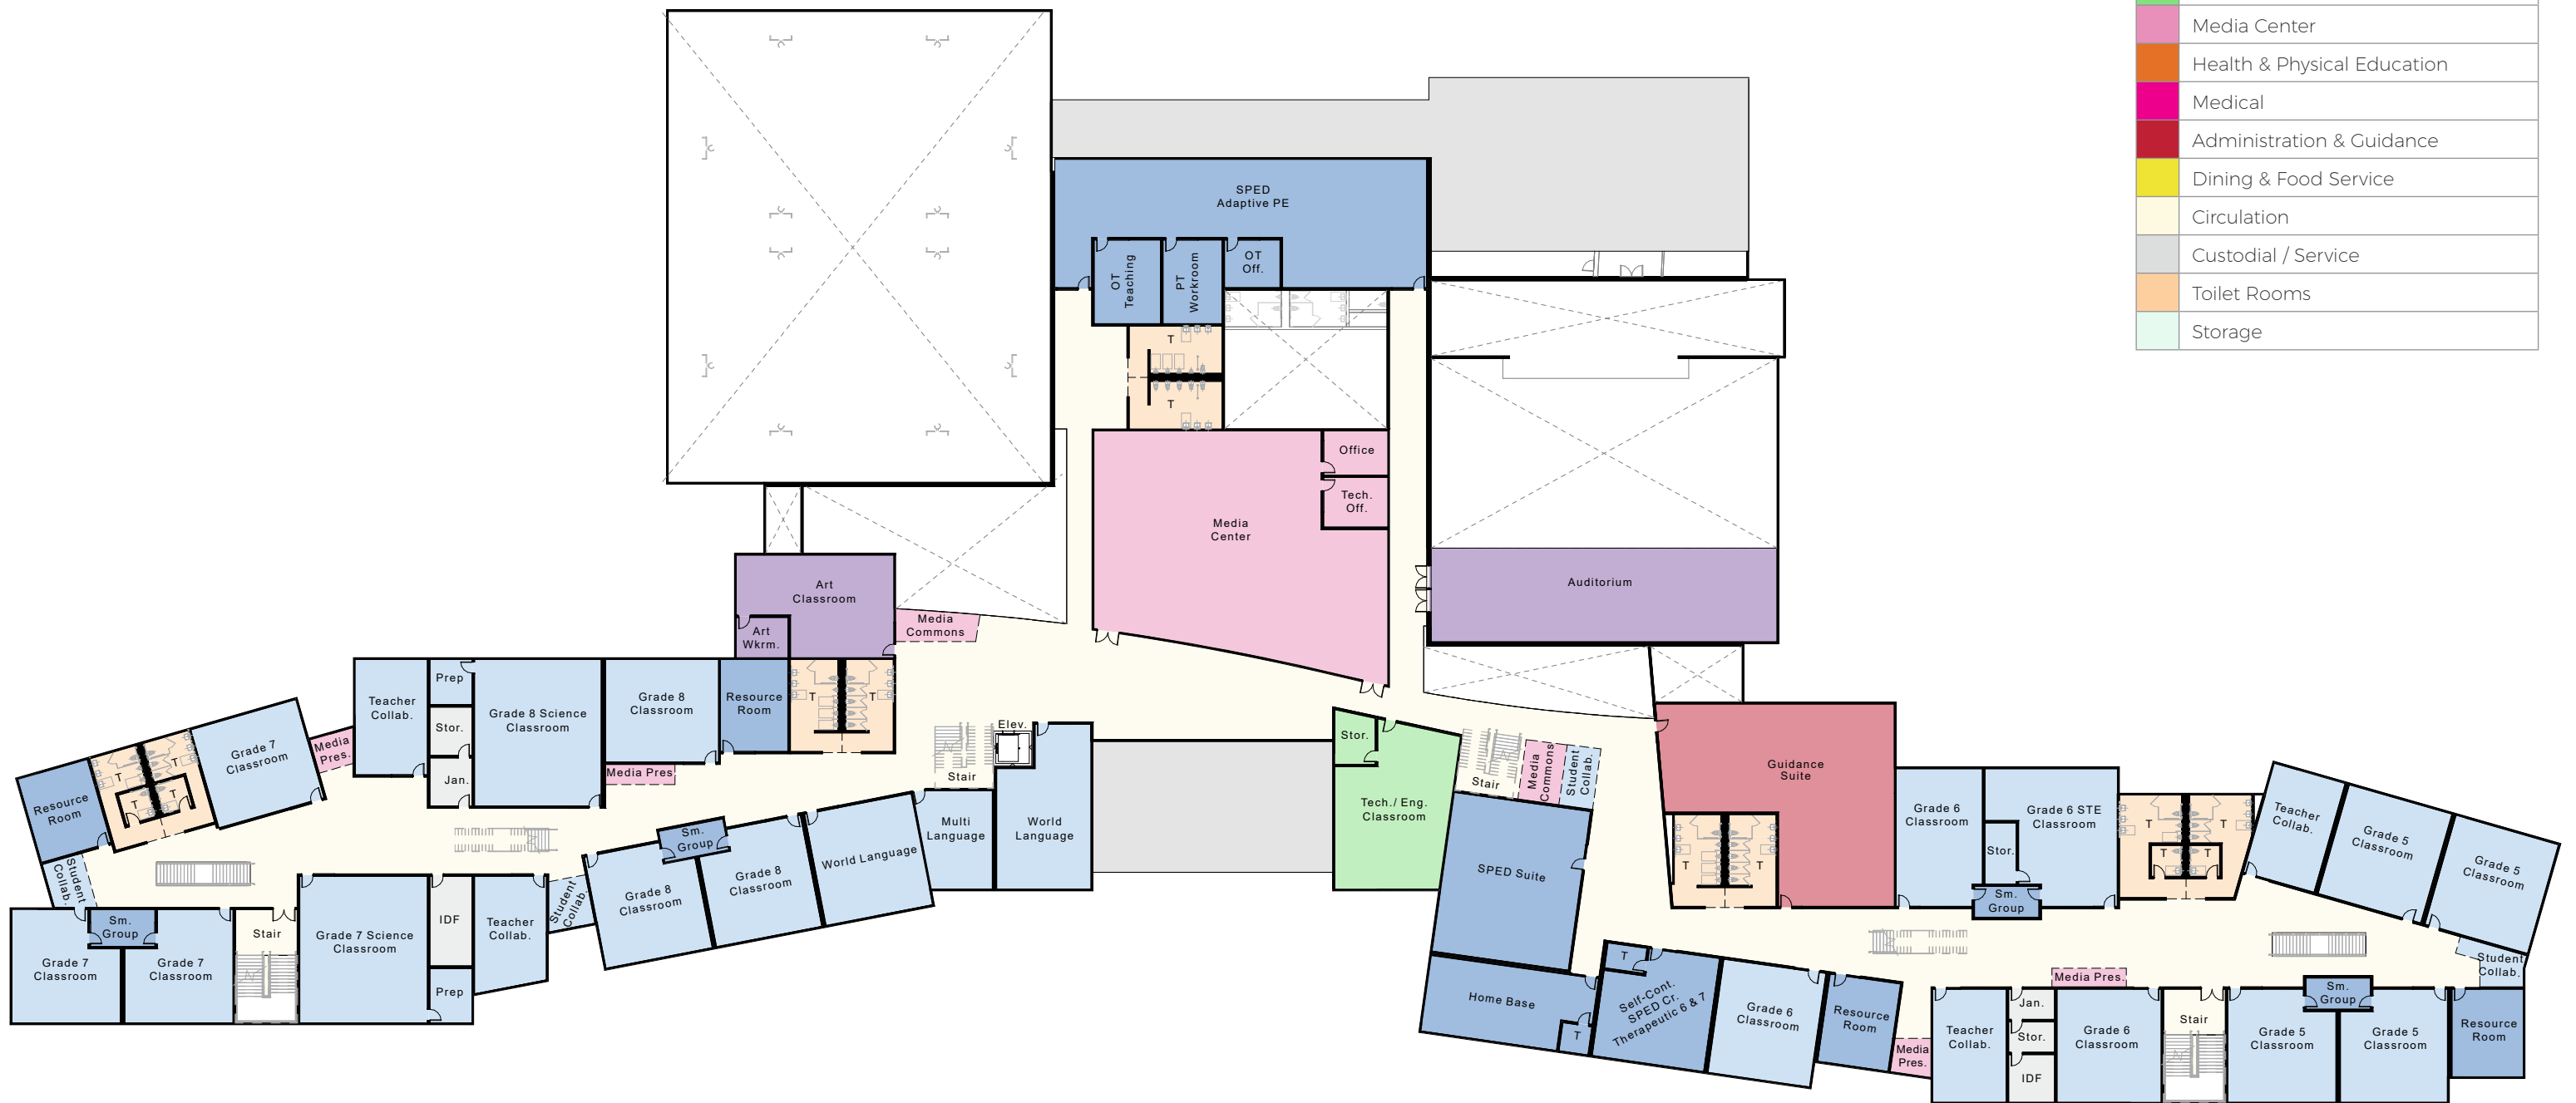 Media Center
Health & Physical Education
Medical
Administration & Guidance
Dining & Food Service
Circulation
Custodial / Service
Toilet Rooms
Storage
SPED
Adaptive PE
OT
Teaching
PT
Workroom
OT
Off.
T
T
Office
Tech.
Off.
Media
Center
Auditorium
Art
Classroom
Art
Wkrm.
Media
Commons
Teacher
Collab.
Prep
Stor.
Jan.
Grade 8 Science
Classroom
Grade 8
Classroom
Resource
Room
T
T
Media Pres
Media
Pres.
Grade 7
Classroom
T
T
T
T
Resource
Room
Student
Collab.
Elev.
Stair
Multi
Language
World
Language
World Language
Sm.
Group
Grade 8
Classroom
Grade 8
Classroom
Student
Collab.
Teacher
Collab.
IDF
Prep
Grade 7 Science
Classroom
Stair
Sm.
Group
Grade 7
Classroom
Grade 7
Classroom
Stor.
Tech./ Eng.
Classroom
Stair
Media
Commons
Student
Collab.
Guidance
Suite
T
T
SPED Suite
Home Base
T
T
Self-Cont.
SPED Cr.
Therapeutic 6 & 7
Grade 6
Classroom
Resource
Room
Media
Pres.
Grade 6
Classroom
Grade 6 STE
Classroom
Stor.
Sm.
Group
T
T
T
T
Teacher
Collab.
Grade 5
Classroom
Grade 5
Classroom
Student
Collab.
Media Pres.
Teacher
Collab.
Jan.
Stor.
IDF
Grade 6
Classroom
Stair
Sm.
Group
Grade 5
Classroom
Grade 5
Classroom
Resource
Room